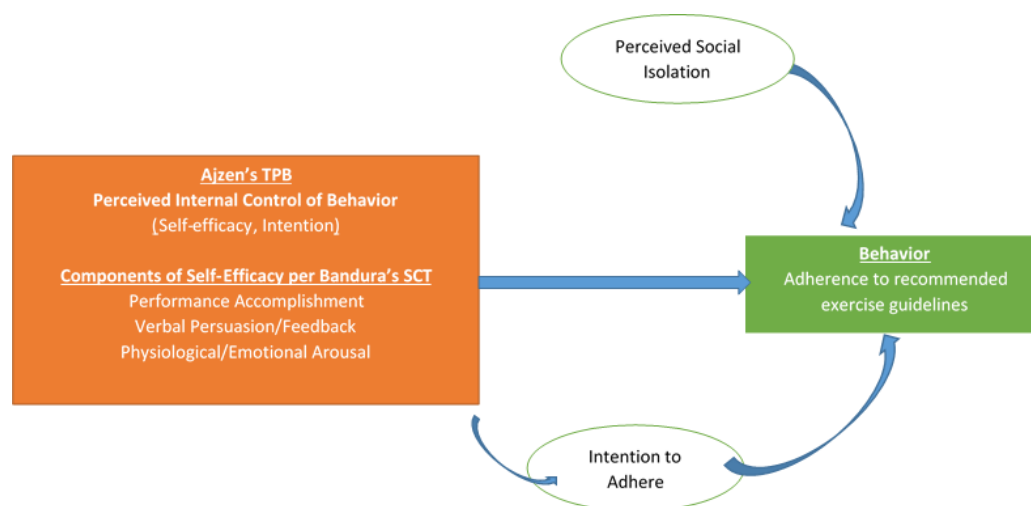 Perceived Social
Isolation
Ajzen's TPB
Perceived Internal Control of Behavior
(Self-efficacy, Intention)
Components of Self-Efficacy per Bandura's SCT
Performance Accomplishment
Verbal Persuasion/Feedback
Physiological/Emotional Arousal
Behavior
Adherence to recommended
exercise guidelines
Intention to
Adhere